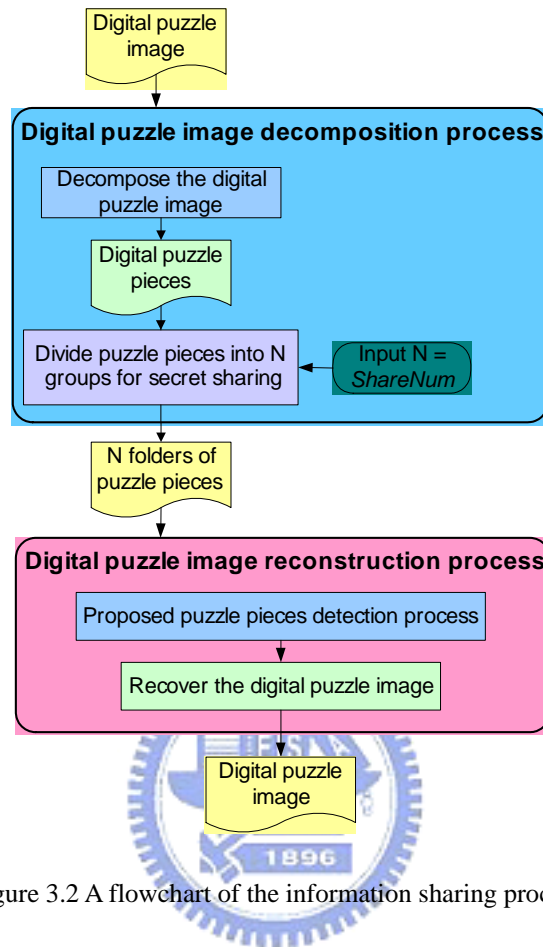 Digital puzzle
image
Digital puzzle image decomposition process
Decompose the digital
puzzle image
Digital puzzle
pieces
Divide puzzle pieces into N
groups for secret sharing
Input N =
ShareNum
N folders of
puzzle pieces
Digital puzzle image reconstruction process
Proposed puzzle pieces detection process
Recover the digital puzzle image
Digital puzzle
image
1896
gure 3.2 A flowchart of the information sharing proc